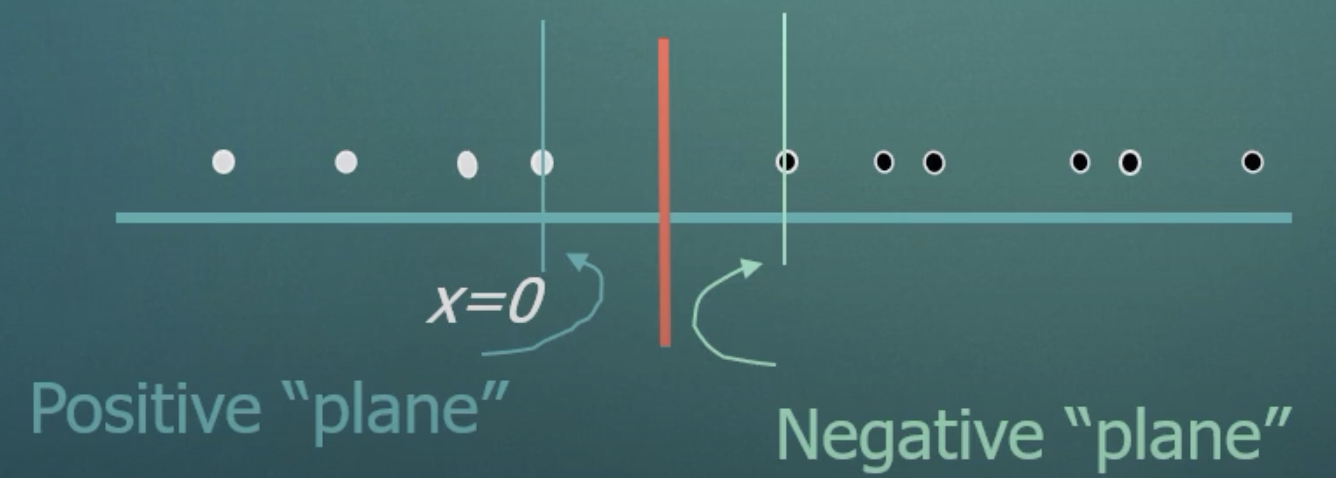 x=0
Positive “plane”
Negative “plane”